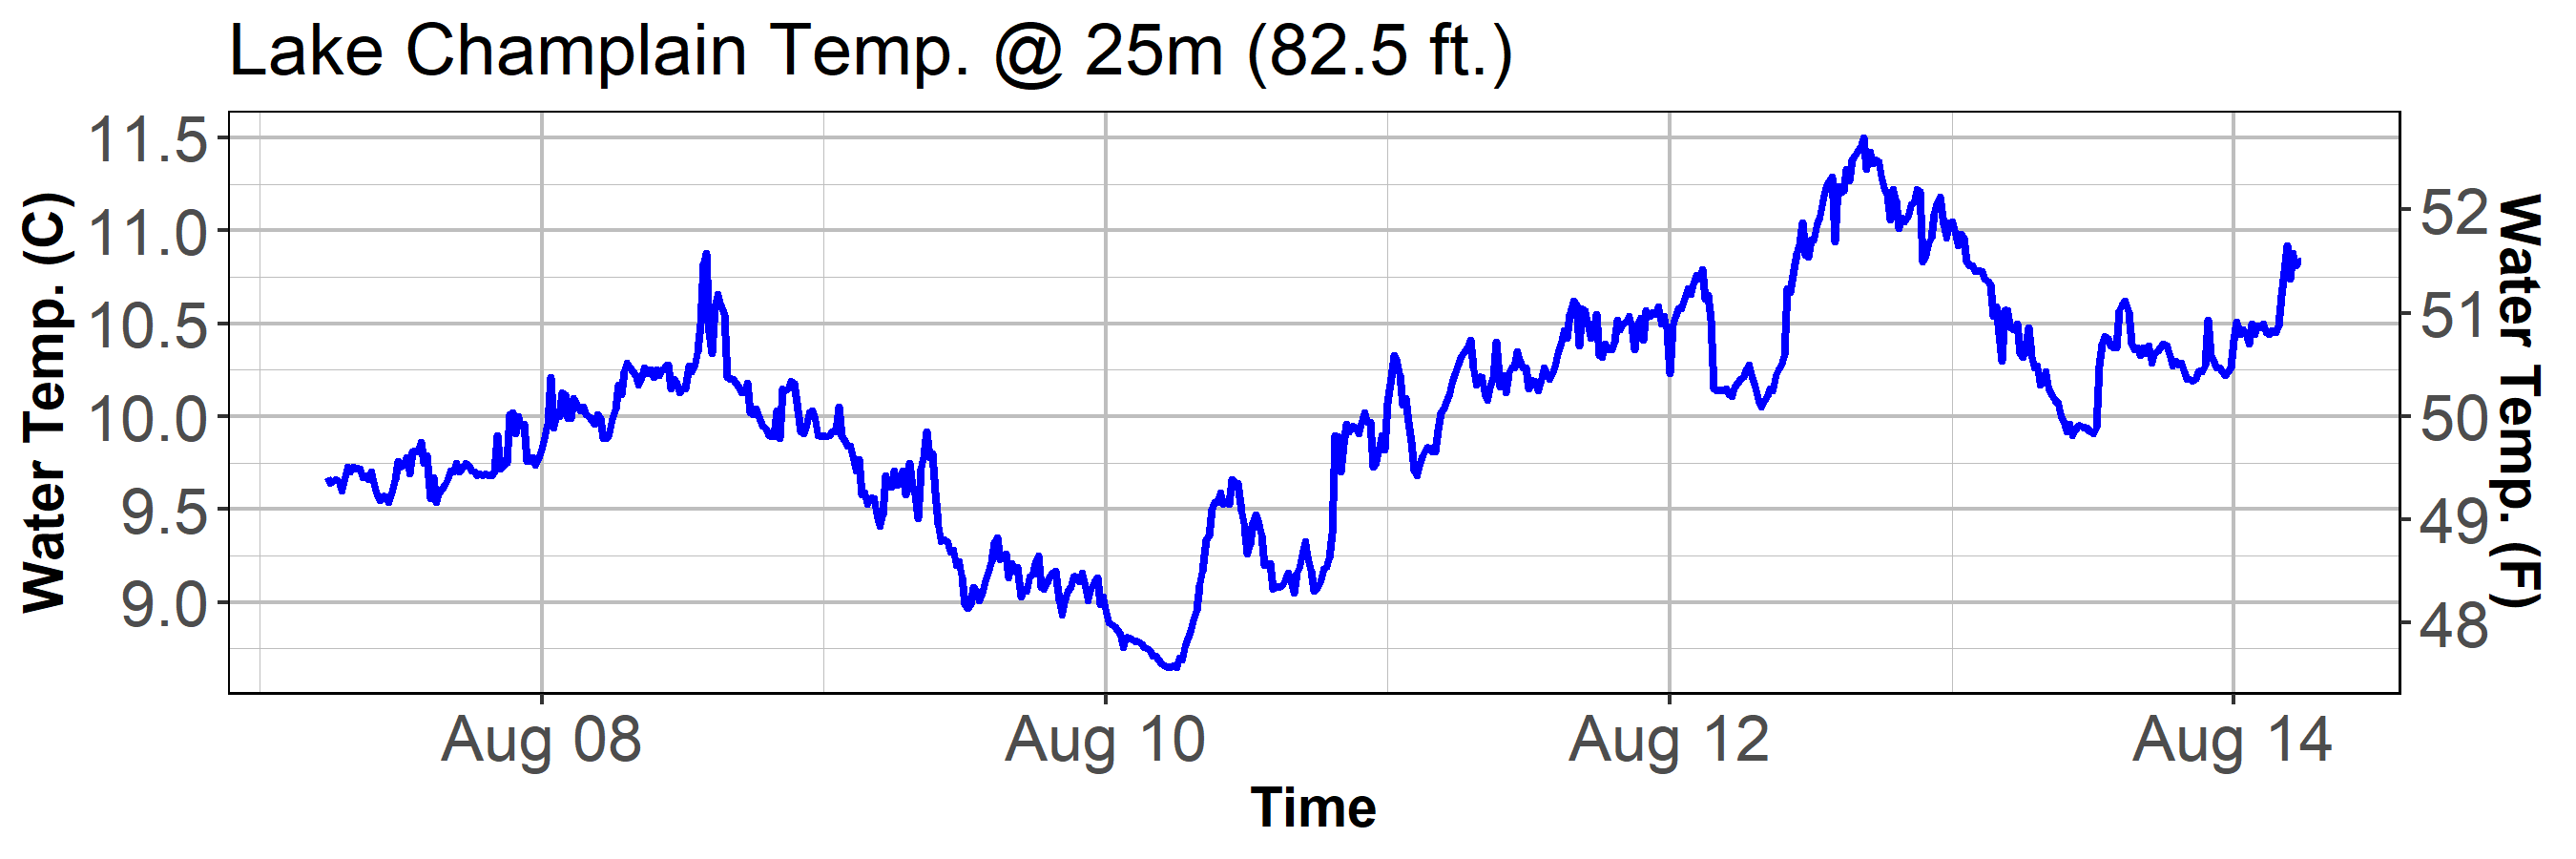 Lake Champlain Temp. @ 25m (82.5 ft.)
Water Temp. (C)
11.5
11.0
10.5
10.0
9.5
9.0
52
51
50
49
48
Water Temp. (F)
Aug 08 Aug 10 Aug 12 Aug 14
Time